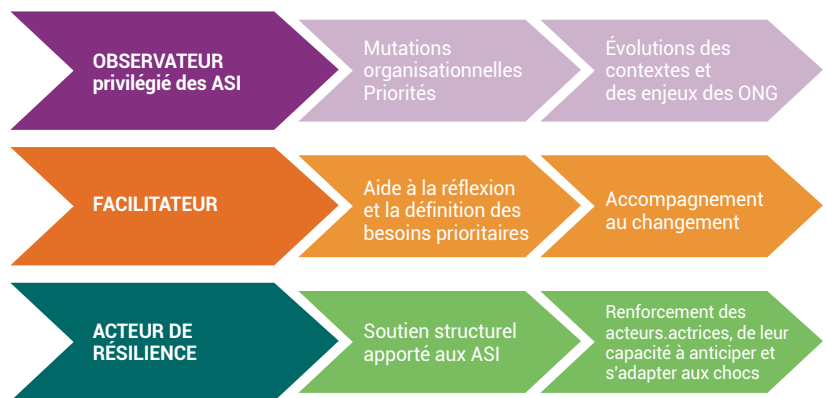 OBSERVATEUR
privilégié des ASI
Mutations
organisationnelles
Priorités
Évolutions des
contextes et
des enjeux des ONG
FACILITATEUR
Aide à la réflexion
et la définition des
besoins prioritaires
Accompagnement
au changement
ACTEUR DE
RÉSILIENCE
Soutien structurel
apporté aux ASI
Renforcement des
acteurs.actrices, de leur
capacité à anticiper et
s’adapter aux chocs